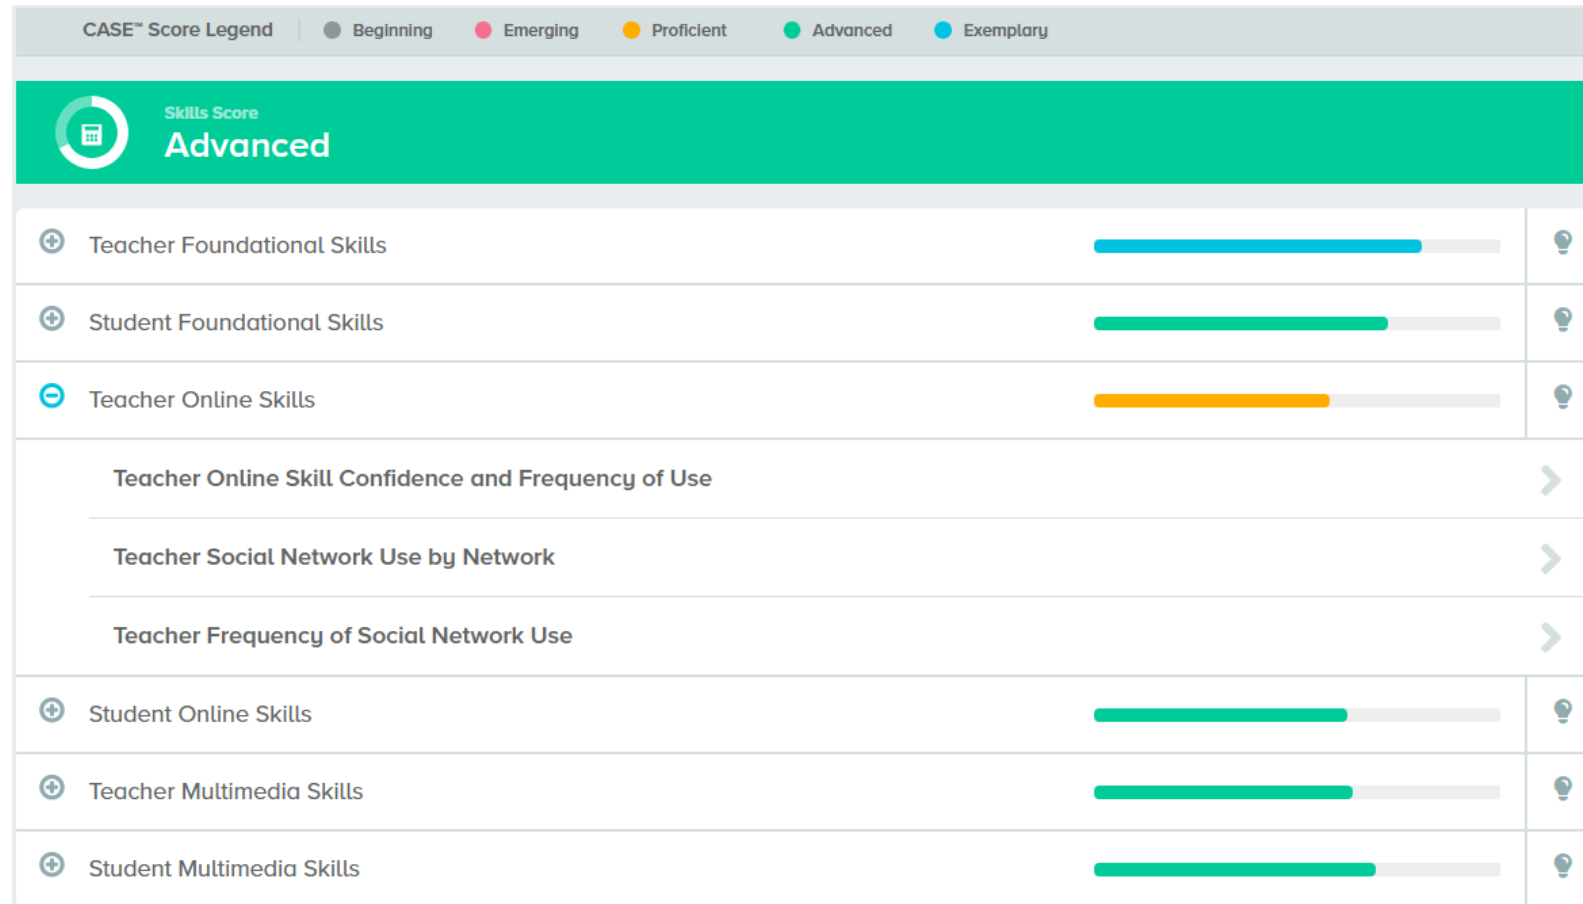 CASE™ Score Legend Beginning Emerging Proficient Advanced Exemplary
Skills Score
Advanced
Teacher Foundational Skills
Student Foundational Skills
Teacher Online Skills
Teacher Online Skill Confidence and Frequency of Use
Teacher Social Network Use by Network
Teacher Frequency of Social Network Use
Student Online Skills
Teacher Multimedia Skills
Student Multimedia Skills